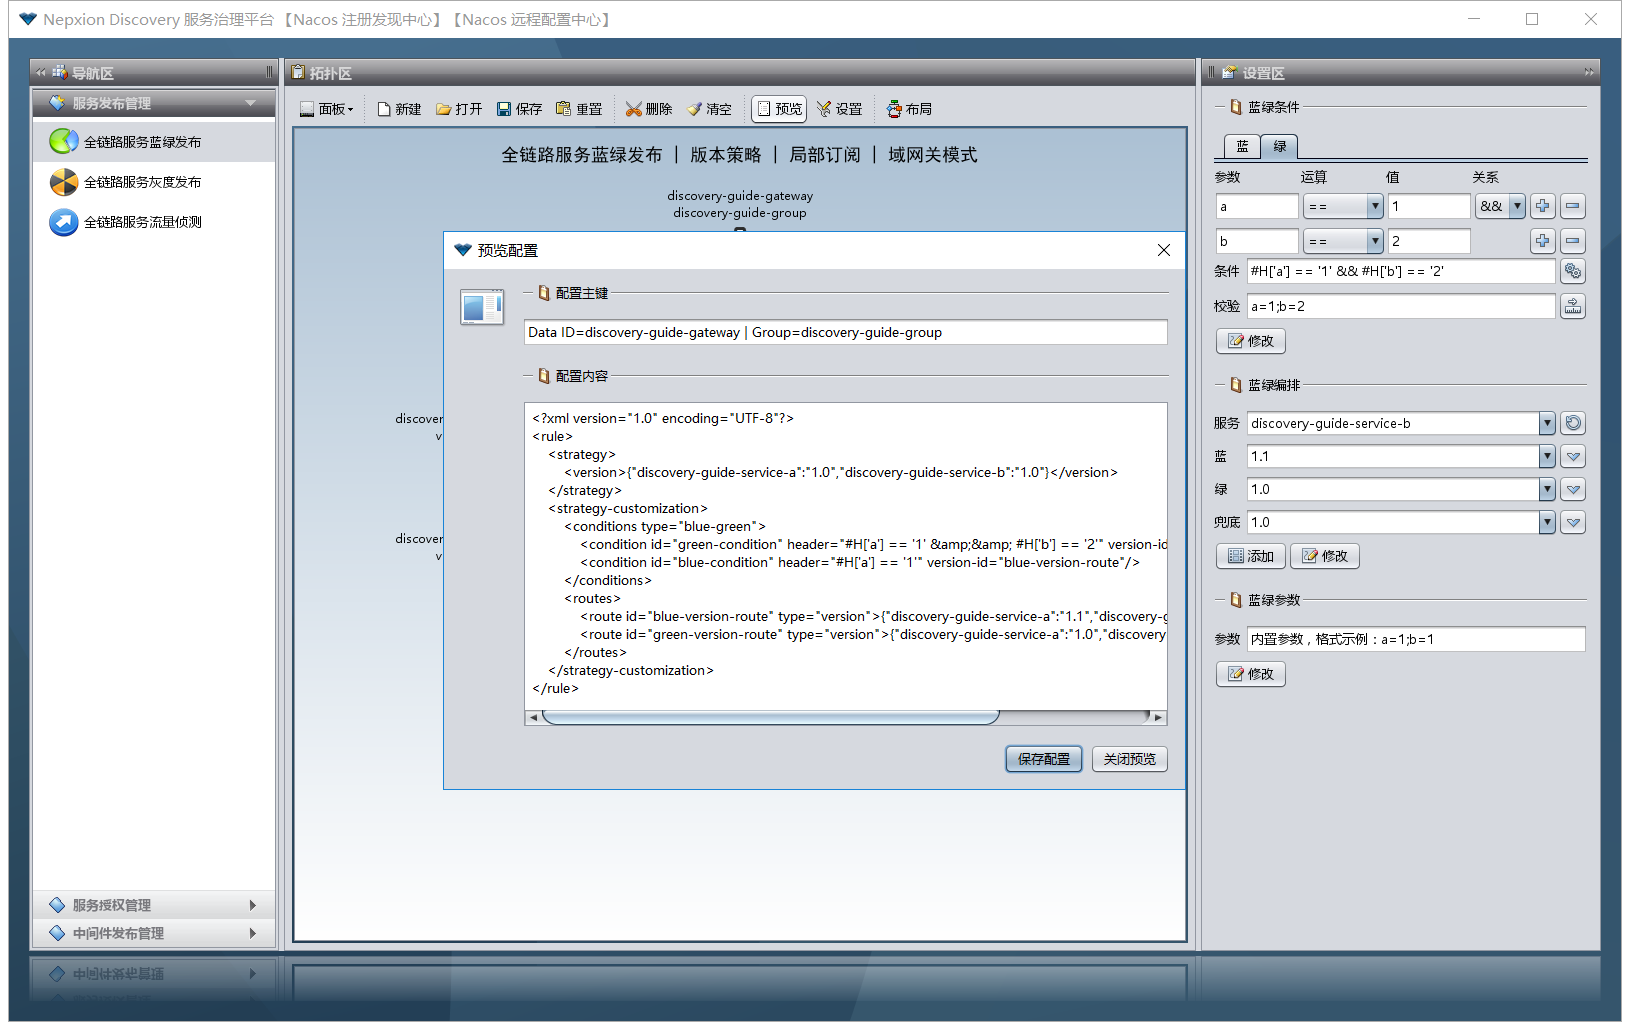 Nepxion Discovery 服务治理平台 【Nacos 注册发现中心】【Nacos 远程配置中心】
导航区
服务发布管理
全链路服务蓝绿发布
全链路服务灰度发布
全链路服务流量侦测
服务授权管理
中间件发布管理
拓扑区
面板 新建 打开 保存 重置 删除 清空 预览 设置 布局
全链路服务蓝绿发布 | 版本策略 | 局部订阅 | 域网关模式
discovery-guide-gateway
discovery-guide-group
discover
v
discover
v
预览配置
配置主键
Data ID=discovery-guide-gateway | Group=discovery-guide-group
配置内容
<?xml version="1.0" encoding="UTF-8"?>
<rule>
<strategy>
<version>{"discovery-guide-service-a":"1.0","discovery-guide-service-b":"1.0"}</version>
</strategy>
<strategy-customization>
<conditions type="blue-green">
<condition id="green-condition" header="#H['a'] == '1' &amp;&amp; #H['b'] == '2'" version-id
<condition id="blue-condition" header="#H['a'] == '1'" version-id="blue-version-route"/>
</conditions>
<routes>
<route id="blue-version-route" type="version">{"discovery-guide-service-a":"1.1","discovery-g
<route id="green-version-route" type="version">{"discovery-guide-service-a":"1.0","discovery
</routes>
</strategy-customization>
</rule>
保存配置 关闭预览
设置区
蓝绿条件
蓝 绿
参数 运算 值 关系
a == 1 &&
b == 2
条件 #H['a'] == '1' && #H['b'] == '2'
校验 a=1;b=2
修改
蓝绿编排
服务 discovery-guide-service-b
蓝 1.1
绿 1.0
兜底 1.0
添加 修改
蓝绿参数
参数 内置参数，格式示例：a=1;b=1
修改
中间件发布管理